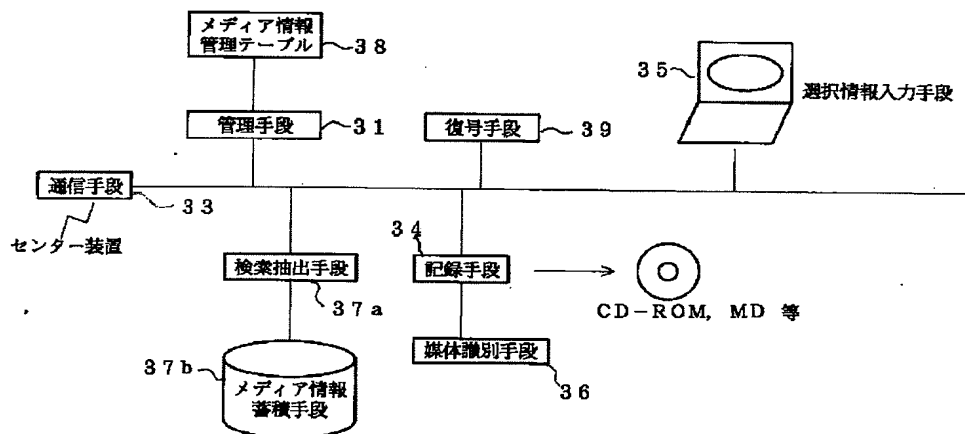 メディア情報
管理テーブル
38
35
選択情報入力手段
管理手段
31
復号手段
39
通信手段
33
センター装置
34
検索抽出手段
37a
記録手段
CD-ROM, MD 等
37b
メディア情報
蓄積手段
媒体識別手段
36